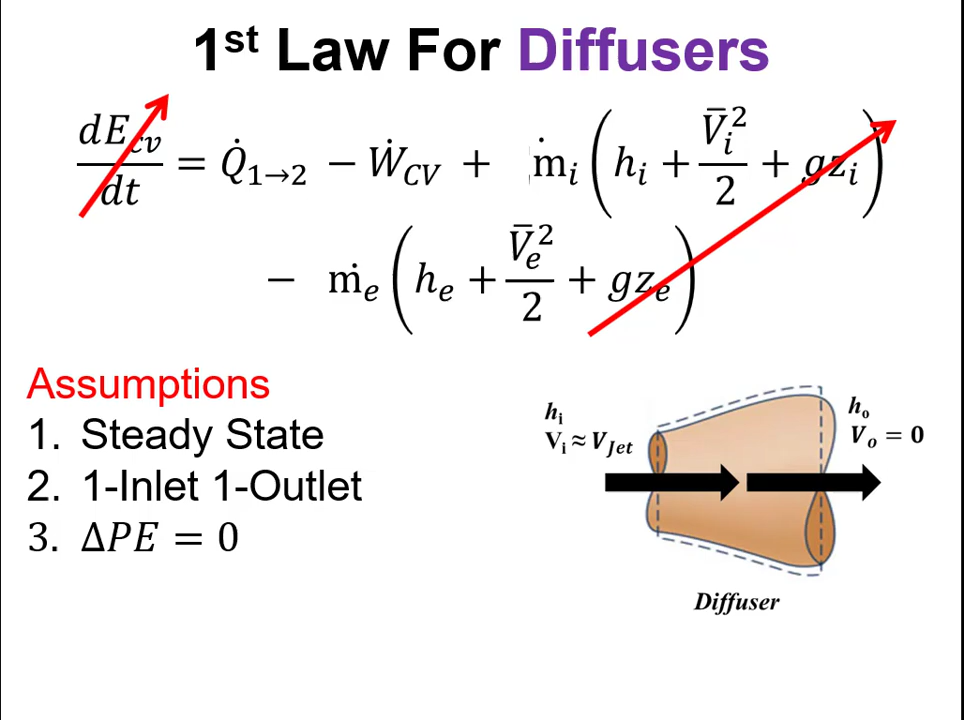 1st Law For Diffusers
dE_cv/dt = Q̇_1→2 − Ẇ_CV + ṁ_i (h_i + V̄_i²/2 + gz_i)
− ṁ_e (h_e + V̄_e²/2 + gz_e)
Assumptions
1. Steady State
2. 1-Inlet 1-Outlet
3. ΔPE = 0
h_i
V_i ≈ V_Jet
h_o
V_o = 0
Diffuser